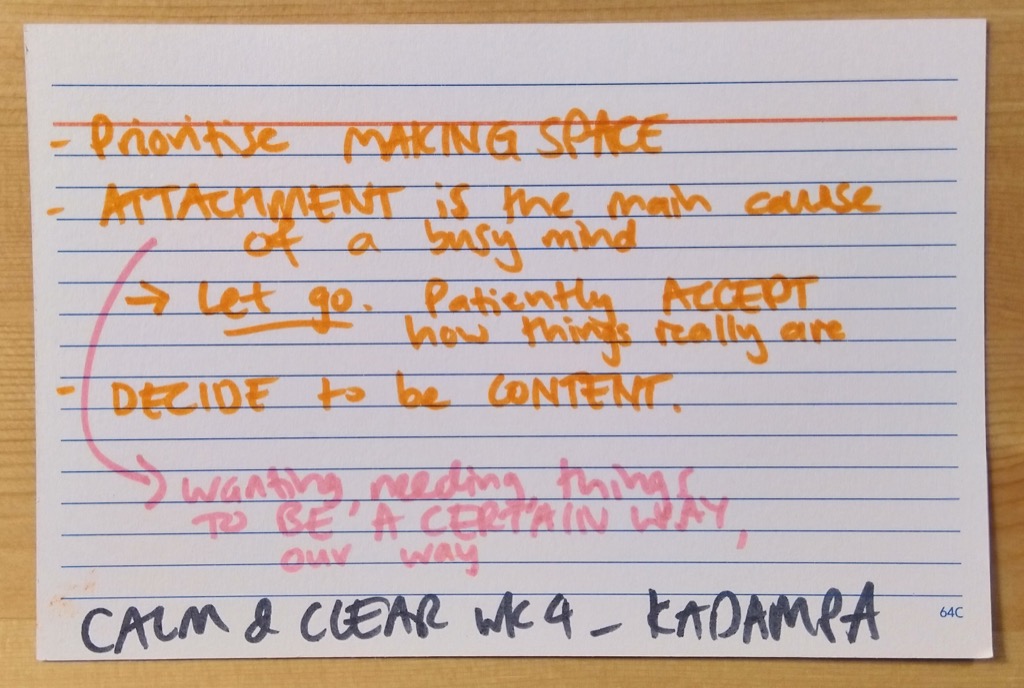 - Prioritise MAKING SPACE
- ATTACHMENT is the main cause
of a busy mind
→ Let go. Patiently ACCEPT
how things really are
- DECIDE to be CONTENT.
wanting, needing, things
TO BE 'A CERTAIN WAY,
our way
CALM & CLEAR WK 4 - KADAMPA
64C